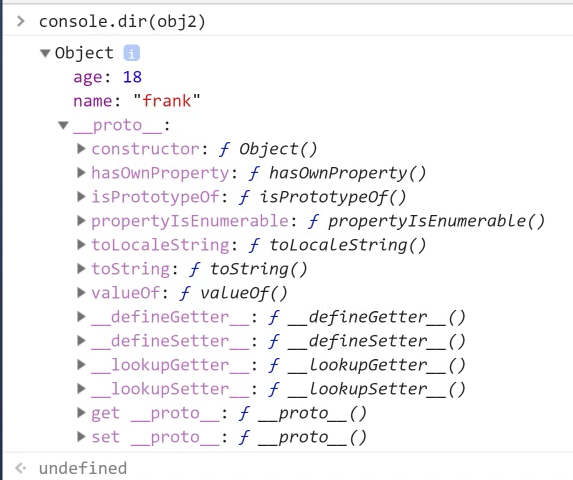 > console.dir(obj2)
▼Object i
age: 18
name: "frank"
▼__proto__:
▶constructor: ƒ Object()
▶hasOwnProperty: ƒ hasOwnProperty()
▶isPrototypeOf: ƒ isPrototypeOf()
▶propertyIsEnumerable: ƒ propertyIsEnumerable()
▶toLocaleString: ƒ toLocaleString()
▶toString: ƒ toString()
▶valueOf: ƒ valueOf()
▶__defineGetter__: ƒ __defineGetter__()
▶__defineSetter__: ƒ __defineSetter__()
▶__lookupGetter__: ƒ __lookupGetter__()
▶__lookupSetter__: ƒ __lookupSetter__()
▶get __proto__: ƒ __proto__()
▶set __proto__: ƒ __proto__()
undefined